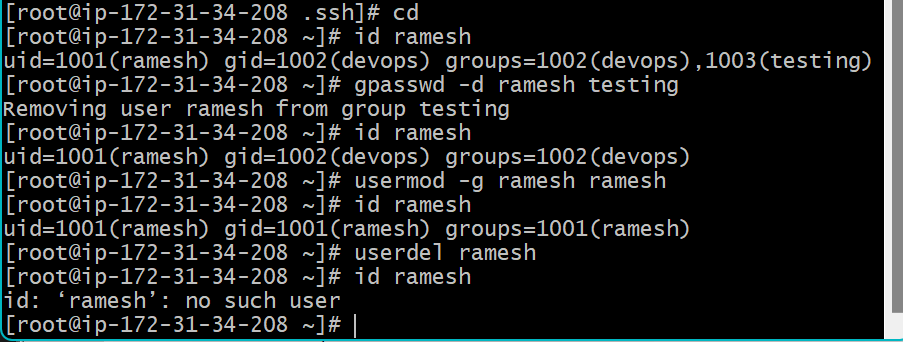 [root@ip-172-31-34-208 .ssh]# cd
[root@ip-172-31-34-208 ~]# id ramesh
uid=1001(ramesh) gid=1002(devops) groups=1002(devops),1003(testing)
[root@ip-172-31-34-208 ~]# gpasswd -d ramesh testing
Removing user ramesh from group testing
[root@ip-172-31-34-208 ~]# id ramesh
uid=1001(ramesh) gid=1002(devops) groups=1002(devops)
[root@ip-172-31-34-208 ~]# usermod -g ramesh ramesh
[root@ip-172-31-34-208 ~]# id ramesh
uid=1001(ramesh) gid=1001(ramesh) groups=1001(ramesh)
[root@ip-172-31-34-208 ~]# userdel ramesh
[root@ip-172-31-34-208 ~]# id ramesh
id: ‘ramesh’: no such user
[root@ip-172-31-34-208 ~]#